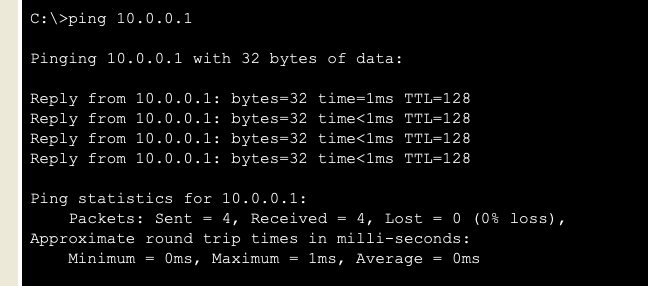 C:\>ping 10.0.0.1
Pinging 10.0.0.1 with 32 bytes of data:
Reply from 10.0.0.1: bytes=32 time=1ms TTL=128
Reply from 10.0.0.1: bytes=32 time<1ms TTL=128
Reply from 10.0.0.1: bytes=32 time<1ms TTL=128
Reply from 10.0.0.1: bytes=32 time<1ms TTL=128
Ping statistics for 10.0.0.1:
Packets: Sent = 4, Received = 4, Lost = 0 (0% loss),
Approximate round trip times in milli-seconds:
Minimum = 0ms, Maximum = 1ms, Average = 0ms